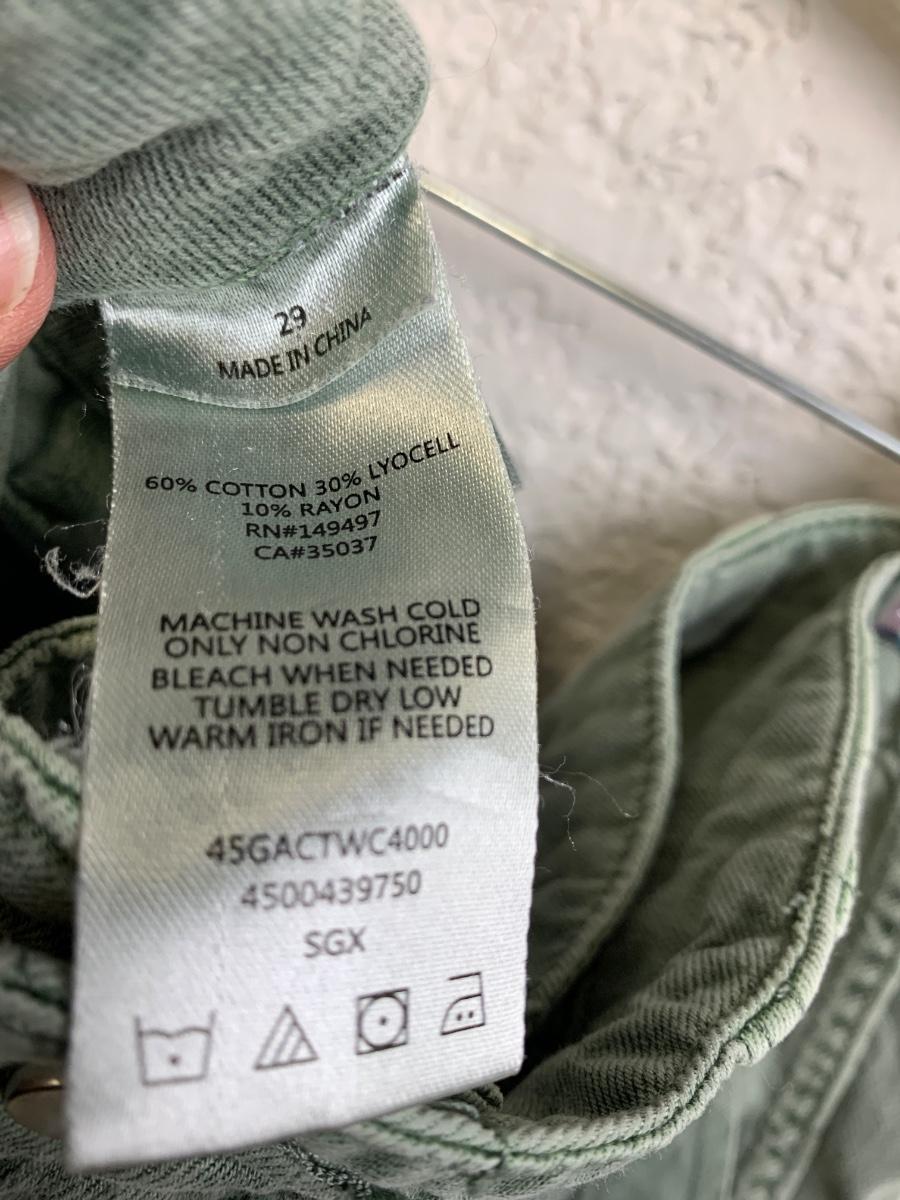 29
MADE IN CHINA
60% COTTON 30% LYOCELL
10% RAYON
RN#149497
CA#35037
MACHINE WASH COLD
ONLY NON CHLORINE
BLEACH WHEN NEEDED
TUMBLE DRY LOW
WARM IRON IF NEEDED
45GACTWC4000
4500439750
SGX